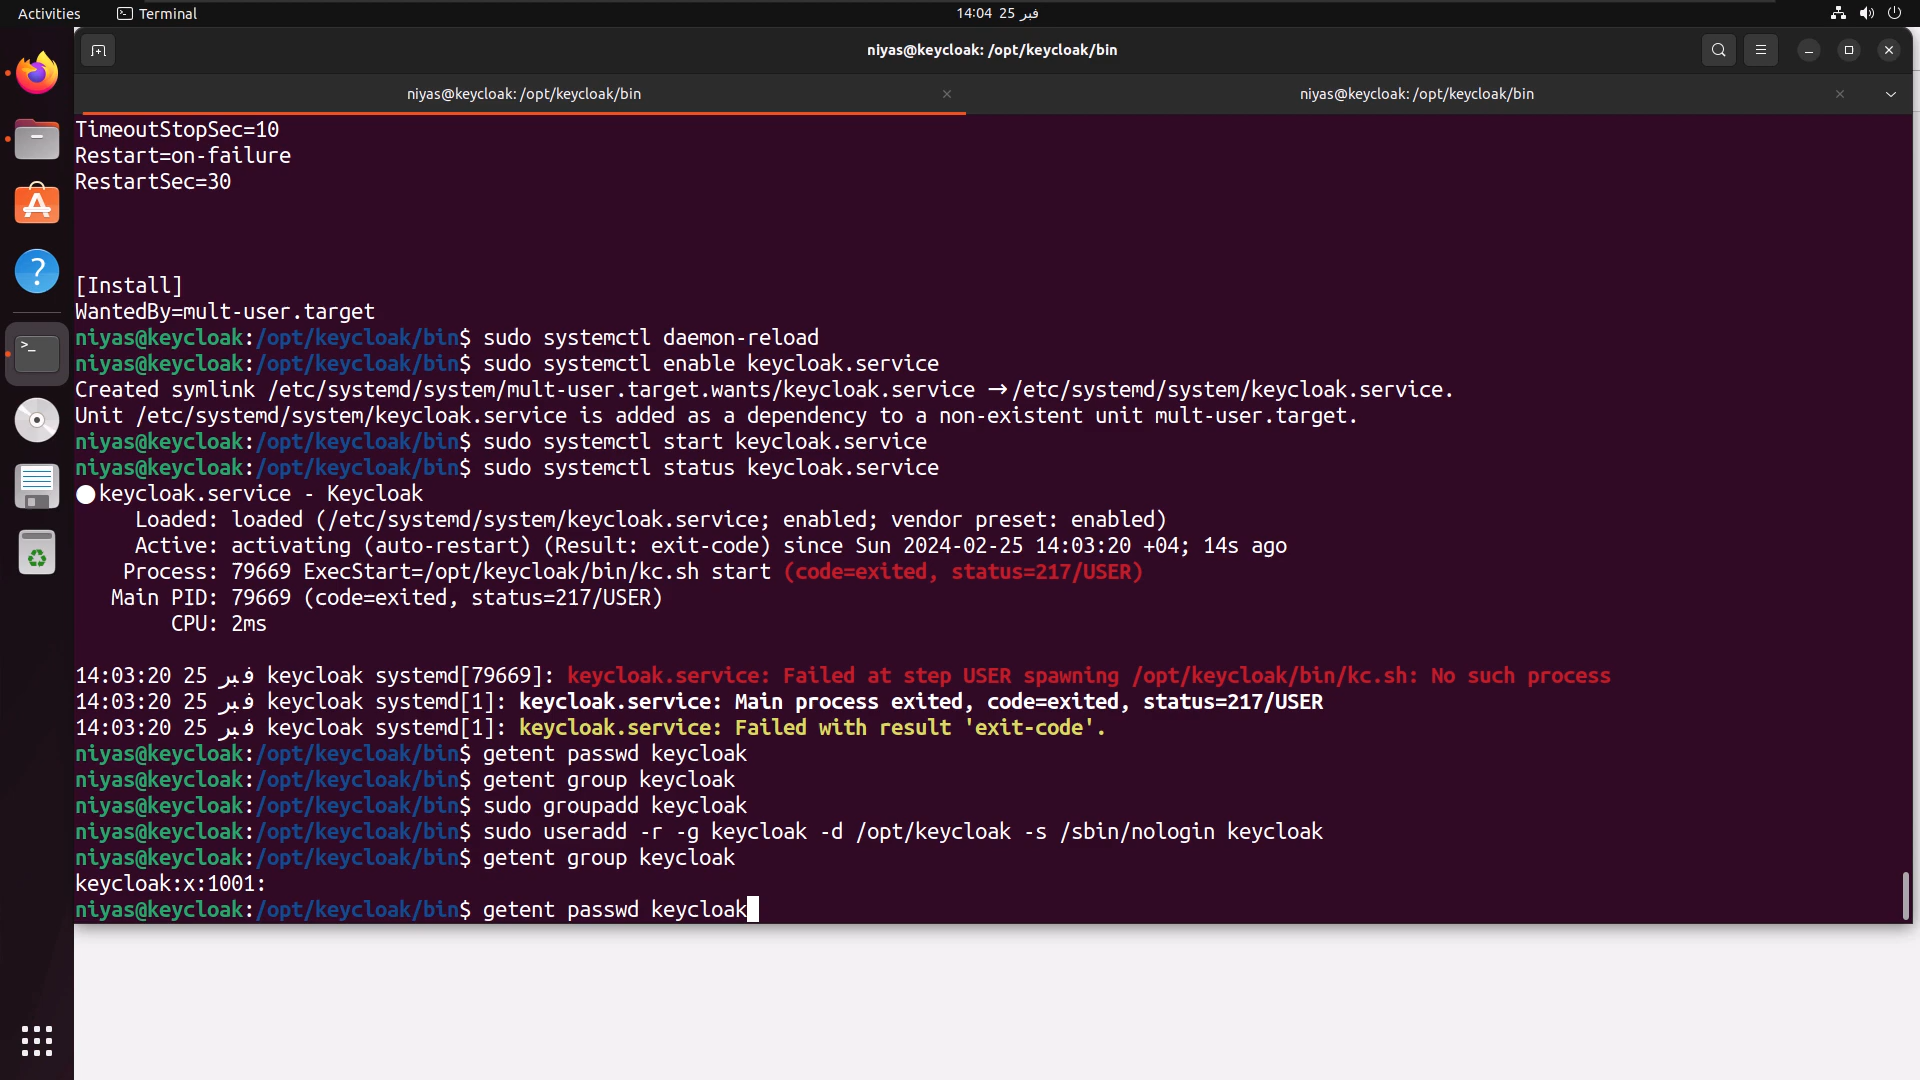 Activities
Terminal
14:04 25 فبر
niyas@keycloak: /opt/keycloak/bin
niyas@keycloak: /opt/keycloak/bin
niyas@keycloak: /opt/keycloak/bin
TimeoutStopSec=10
Restart=on-failure
RestartSec=30
[Install]
WantedBy=mult-user.target
niyas@keycloak:/opt/keycloak/bin$ sudo systemctl daemon-reload
niyas@keycloak:/opt/keycloak/bin$ sudo systemctl enable keycloak.service
Created symlink /etc/systemd/system/mult-user.target.wants/keycloak.service → /etc/systemd/system/keycloak.service.
Unit /etc/systemd/system/keycloak.service is added as a dependency to a non-existent unit mult-user.target.
niyas@keycloak:/opt/keycloak/bin$ sudo systemctl start keycloak.service
niyas@keycloak:/opt/keycloak/bin$ sudo systemctl status keycloak.service
● keycloak.service - Keycloak
Loaded: loaded (/etc/systemd/system/keycloak.service; enabled; vendor preset: enabled)
Active: activating (auto-restart) (Result: exit-code) since Sun 2024-02-25 14:03:20 +04; 14s ago
Process: 79669 ExecStart=/opt/keycloak/bin/kc.sh start (code=exited, status=217/USER)
Main PID: 79669 (code=exited, status=217/USER)
CPU: 2ms
14:03:20 25 فبر keycloak systemd[79669]: keycloak.service: Failed at step USER spawning /opt/keycloak/bin/kc.sh: No such process
14:03:20 25 فبر keycloak systemd[1]: keycloak.service: Main process exited, code=exited, status=217/USER
14:03:20 25 فبر keycloak systemd[1]: keycloak.service: Failed with result 'exit-code'.
niyas@keycloak:/opt/keycloak/bin$ getent passwd keycloak
niyas@keycloak:/opt/keycloak/bin$ getent group keycloak
niyas@keycloak:/opt/keycloak/bin$ sudo groupadd keycloak
niyas@keycloak:/opt/keycloak/bin$ sudo useradd -r -g keycloak -d /opt/keycloak -s /sbin/nologin keycloak
niyas@keycloak:/opt/keycloak/bin$ getent group keycloak
keycloak:x:1001:
niyas@keycloak:/opt/keycloak/bin$ getent passwd keycloak